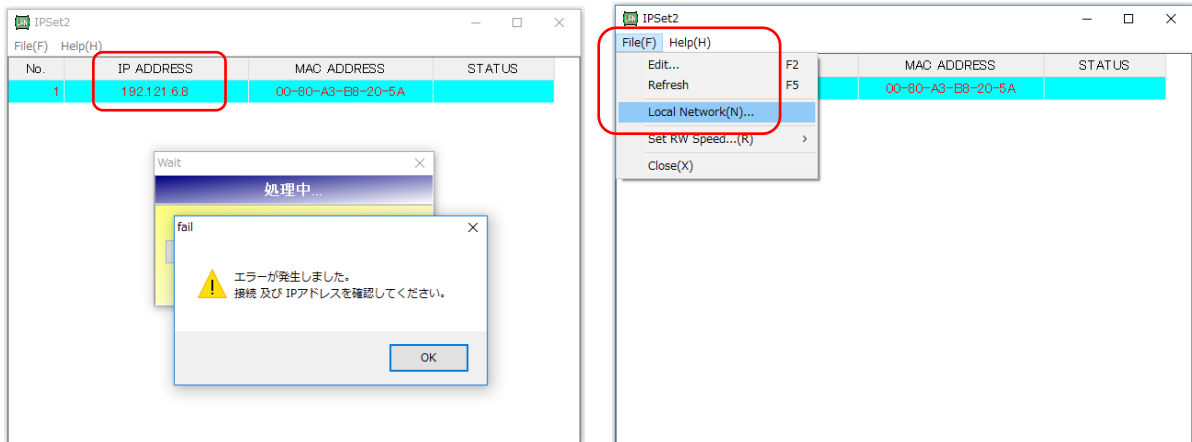 IPSet2
File(F) Help(H)
No. IP ADDRESS MAC ADDRESS STATUS
1 192.121.6.8 00-80-A3-B8-20-5A
Wait
処理中...
fail
エラーが発生しました。
接続 及び IPアドレスを確認してください。
OK
IPSet2
File(F) Help(H)
MAC ADDRESS STATUS
00-80-A3-B8-20-5A
Edit... F2
Refresh F5
Local Network(N)...
Set RW Speed...(R)
Close(X)